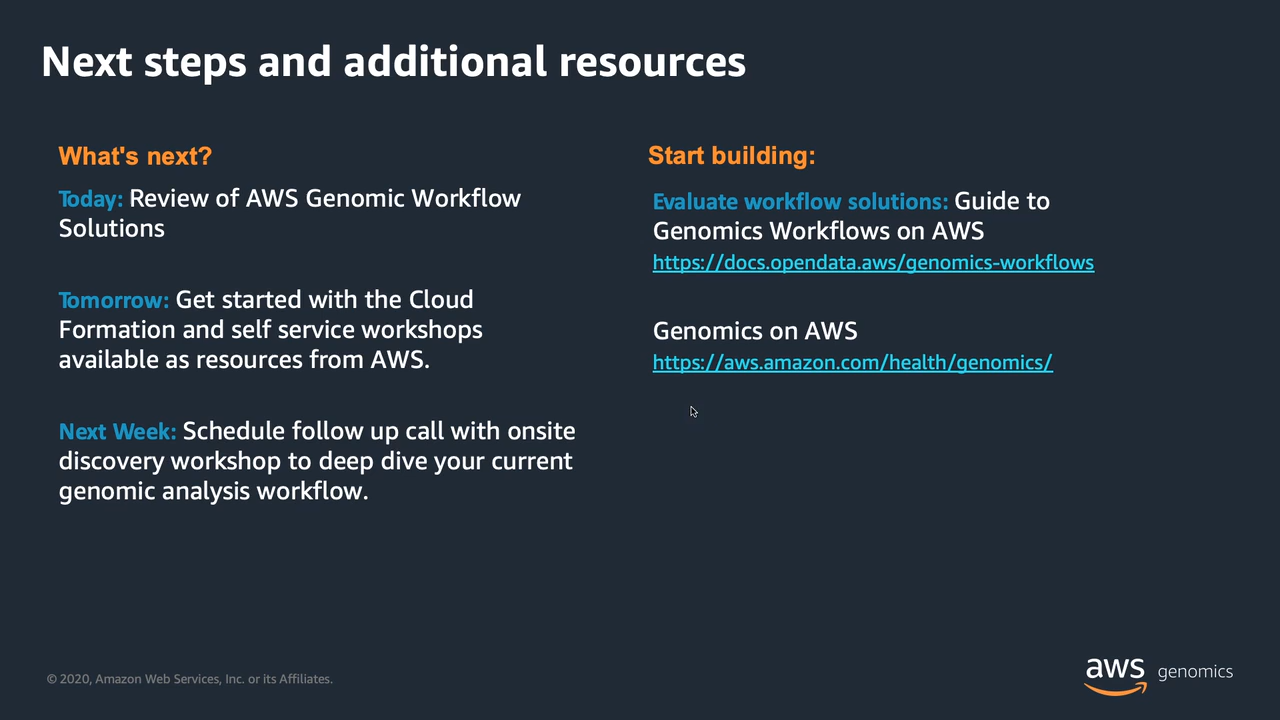 Next steps and additional resources
What's next?
Today: Review of AWS Genomic Workflow
Solutions
Tomorrow: Get started with the Cloud
Formation and self service workshops
available as resources from AWS.
Next Week: Schedule follow up call with onsite
discovery workshop to deep dive your current
genomic analysis workflow.
Start building:
Evaluate workflow solutions: Guide to
Genomics Workflows on AWS
https://docs.opendata.aws/genomics-workflows
Genomics on AWS
https://aws.amazon.com/health/genomics/
© 2020, Amazon Web Services, Inc. or its Affiliates.
aws genomics